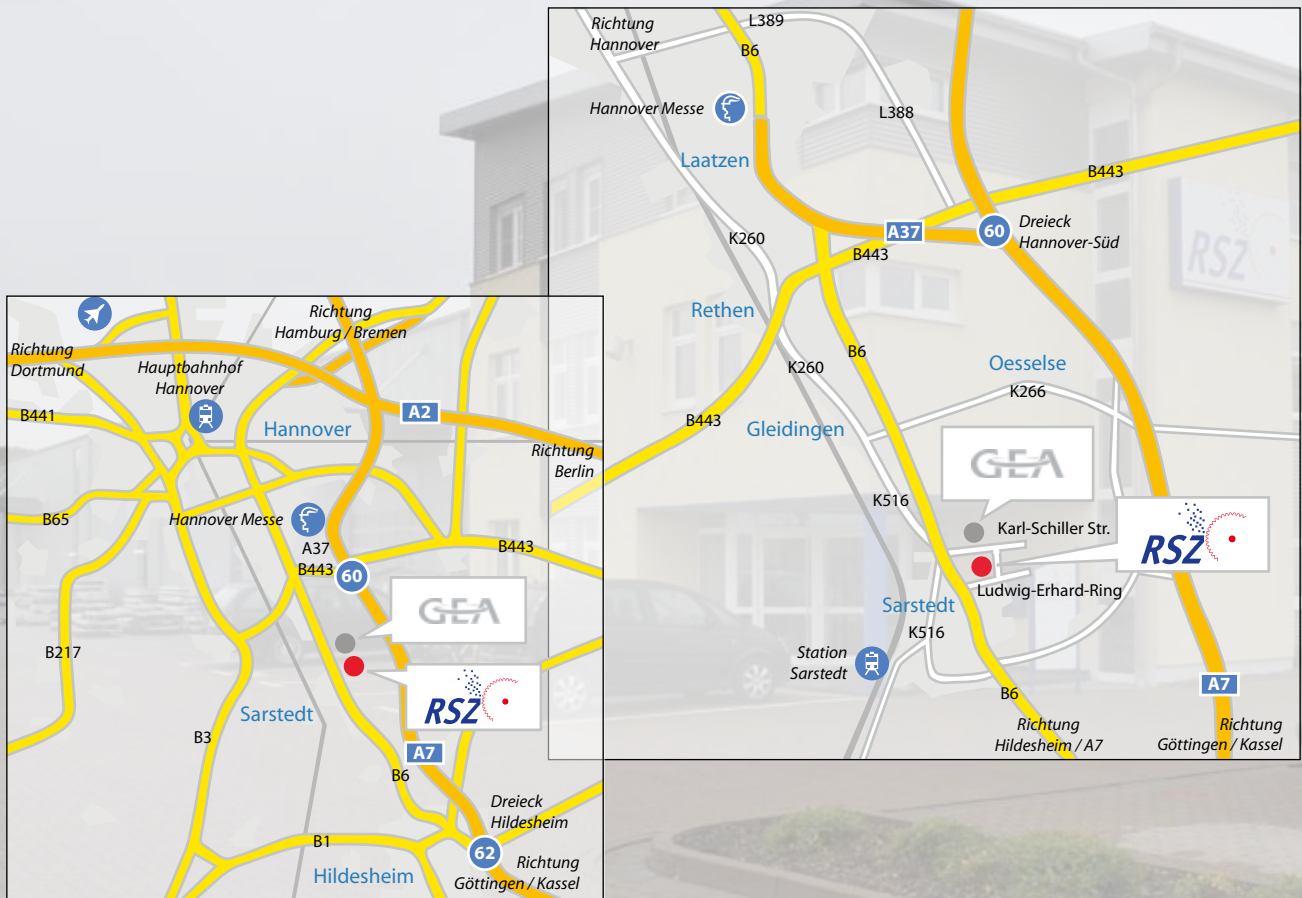 Richtung
Hannover
L389
B6
Hannover Messe
L388
Laatzen
B443
K260
A37
60
Dreieck
Hannover-Süd
B443
RSZ
Rethen
B6
K260
Oesselse
K266
B443
Gleidingen
GEA
K516
Karl-Schiller Str.
RSZ
Ludwig-Erhard-Ring
Sarstedt
K516
Station
Sarstedt
B6
A7
Richtung
Hildesheim / A7
Richtung
Göttingen / Kassel
Richtung
Hamburg / Bremen
Richtung
Dortmund
Hauptbahnhof
Hannover
B441
A2
Hannover
Richtung
Berlin
B65
Hannover Messe
A37
B443
B443
60
GEA
B217
RSZ
Sarstedt
B3
A7
B6
Dreieck
Hildesheim
B1
62
Hildesheim
Richtung
Göttingen / Kassel